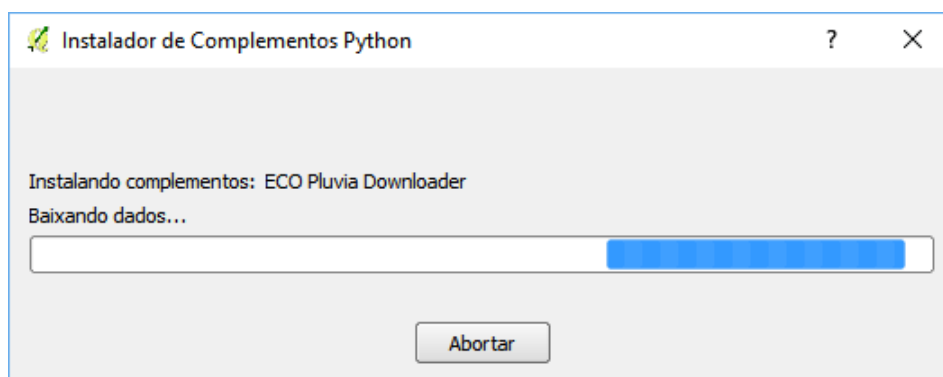 Instalador de Complementos Python
?
Instalando complementos: ECO Pluvia Downloader
Baixando dados...
Abortar